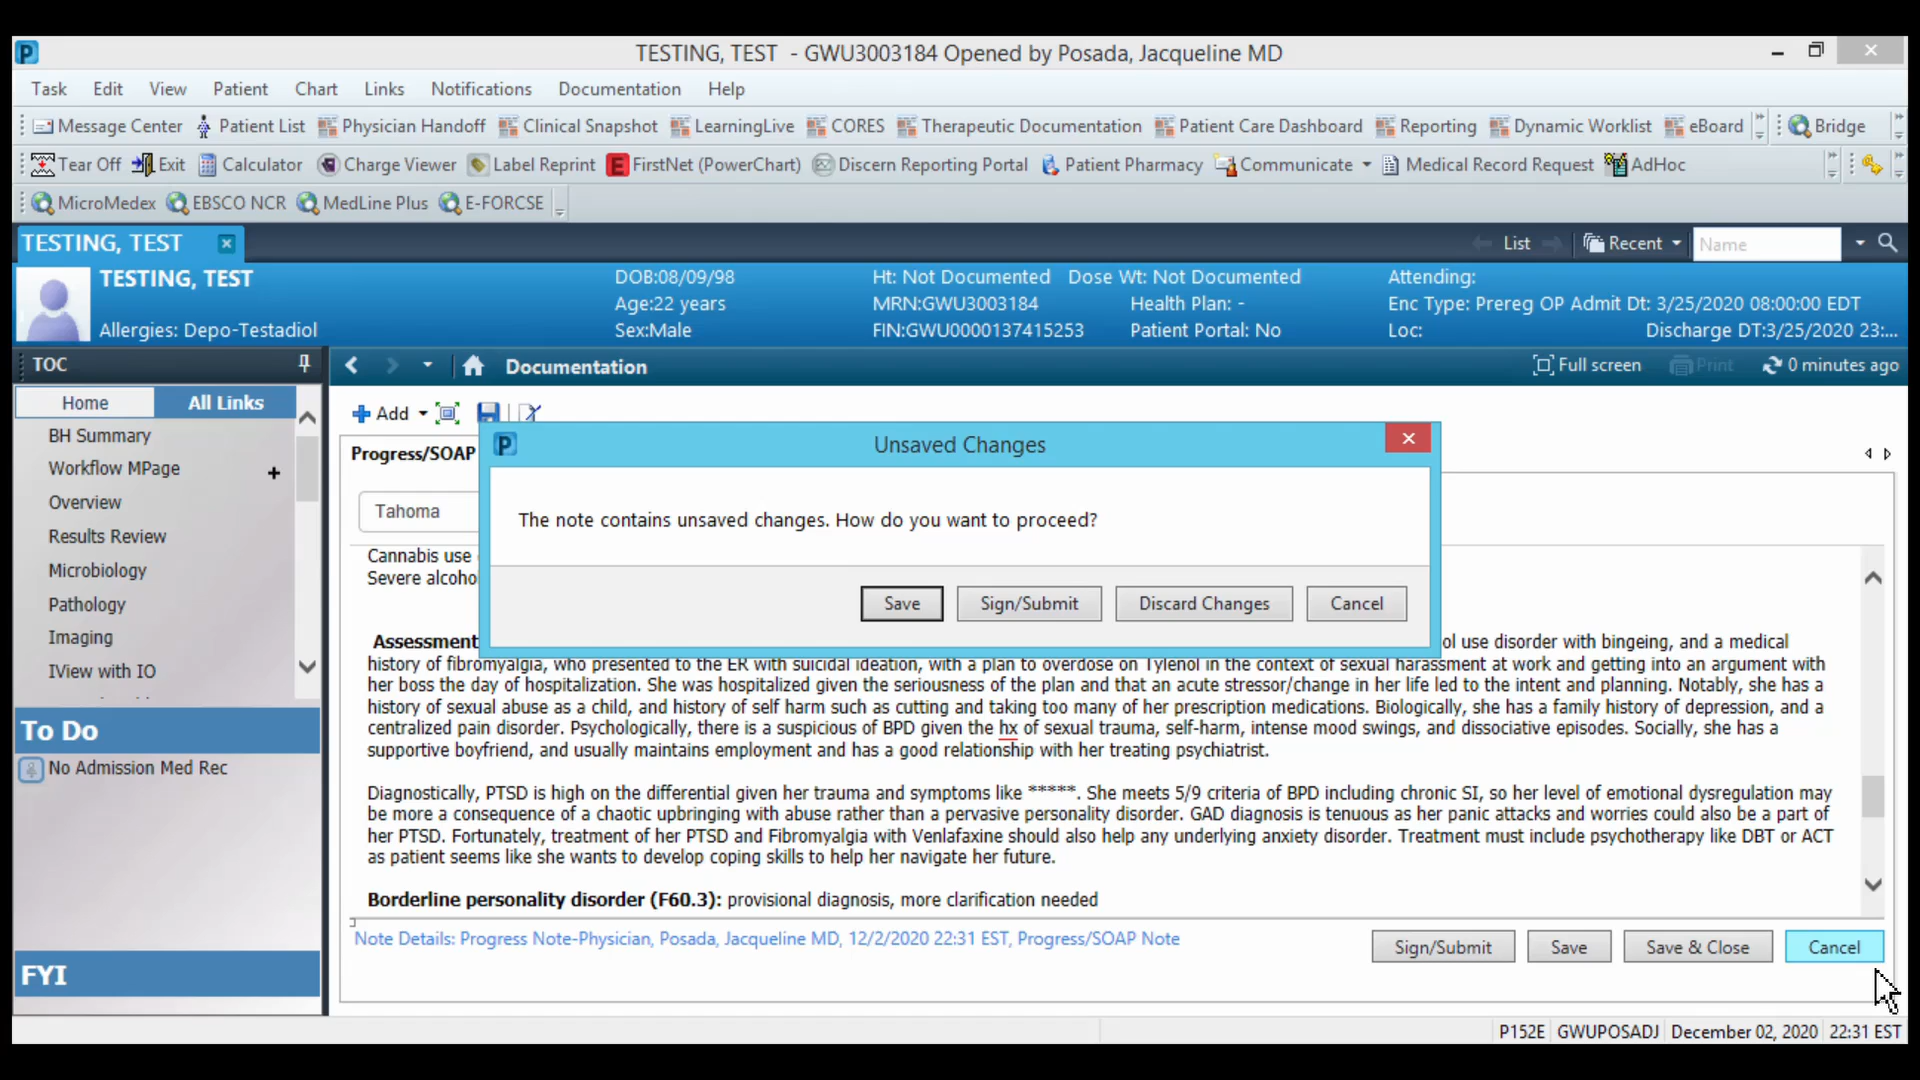 TESTING, TEST - GWU3003184 Opened by Posada, Jacqueline MD
Task Edit View Patient Chart Links Notifications Documentation Help
Message Center Patient List Physician Handoff Clinical Snapshot LearningLive CORES Therapeutic Documentation Patient Care Dashboard Reporting Dynamic Worklist eBoard Bridge
Tear Off Exit Calculator Charge Viewer Label Reprint FirstNet (PowerChart) Discern Reporting Portal Patient Pharmacy Communicate Medical Record Request AdHoc
MicroMedex EBSCO NCR MedLine Plus E-FORCSE
TESTING, TEST List Recent Name
TESTING, TEST DOB:08/09/98 Ht: Not Documented Dose Wt: Not Documented Attending:
Age:22 years MRN:GWU3003184 Health Plan: - Enc Type: Prereg OP Admit Dt: 3/25/2020 08:00:00 EDT
Allergies: Depo-Testadiol Sex:Male FIN:GWU0000137415253 Patient Portal: No Loc: Discharge DT:3/25/2020 23:...
TOC Documentation Full screen Print 0 minutes ago
Home All Links
BH Summary
Workflow MPage
Overview
Results Review
Microbiology
Pathology
Imaging
IView with IO
To Do
No Admission Med Rec
FYI
Add
Progress/SOAP
Tahoma
Unsaved Changes
The note contains unsaved changes. How do you want to proceed?
Save Sign/Submit Discard Changes Cancel
Cannabis use
Severe alcoho
Assessment ol use disorder with bingeing, and a medical
history of fibromyalgia, who presented to the ER with suicidal ideation, with a plan to overdose on Tylenol in the context of sexual harassment at work and getting into an argument with
her boss the day of hospitalization. She was hospitalized given the seriousness of the plan and that an acute stressor/change in her life led to the intent and planning. Notably, she has a
history of sexual abuse as a child, and history of self harm such as cutting and taking too many of her prescription medications. Biologically, she has a family history of depression, and a
centralized pain disorder. Psychologically, there is a suspicious of BPD given the hx of sexual trauma, self-harm, intense mood swings, and dissociative episodes. Socially, she has a
supportive boyfriend, and usually maintains employment and has a good relationship with her treating psychiatrist.
Diagnostically, PTSD is high on the differential given her trauma and symptoms like *****. She meets 5/9 criteria of BPD including chronic SI, so her level of emotional dysregulation may
be more a consequence of a chaotic upbringing with abuse rather than a pervasive personality disorder. GAD diagnosis is tenuous as her panic attacks and worries could also be a part of
her PTSD. Fortunately, treatment of her PTSD and Fibromyalgia with Venlafaxine should also help any underlying anxiety disorder. Treatment must include psychotherapy like DBT or ACT
as patient seems like she wants to develop coping skills to help her navigate her future.
Borderline personality disorder (F60.3): provisional diagnosis, more clarification needed
Note Details: Progress Note-Physician, Posada, Jacqueline MD, 12/2/2020 22:31 EST, Progress/SOAP Note
Sign/Submit Save Save & Close Cancel
P152E GWUPOSADJ December 02, 2020 22:31 EST